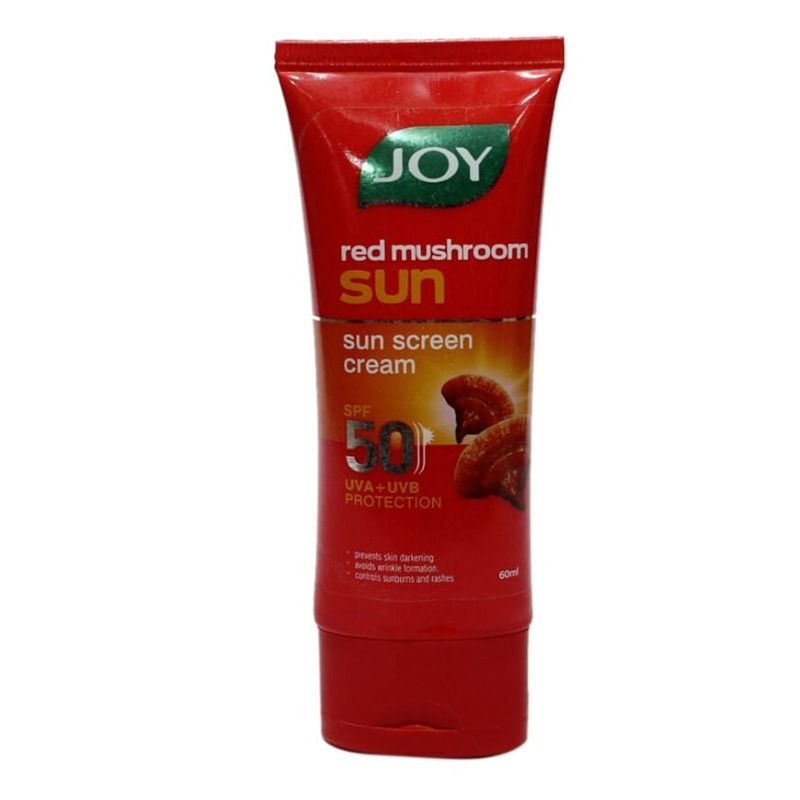 JOY
red mushroom
sun
sun screen
cream
SPF
50
UVA+UVB
PROTECTION
• prevents skin darkening
• avoids wrinkle formation,
• controls sunburns and rashes
60ml